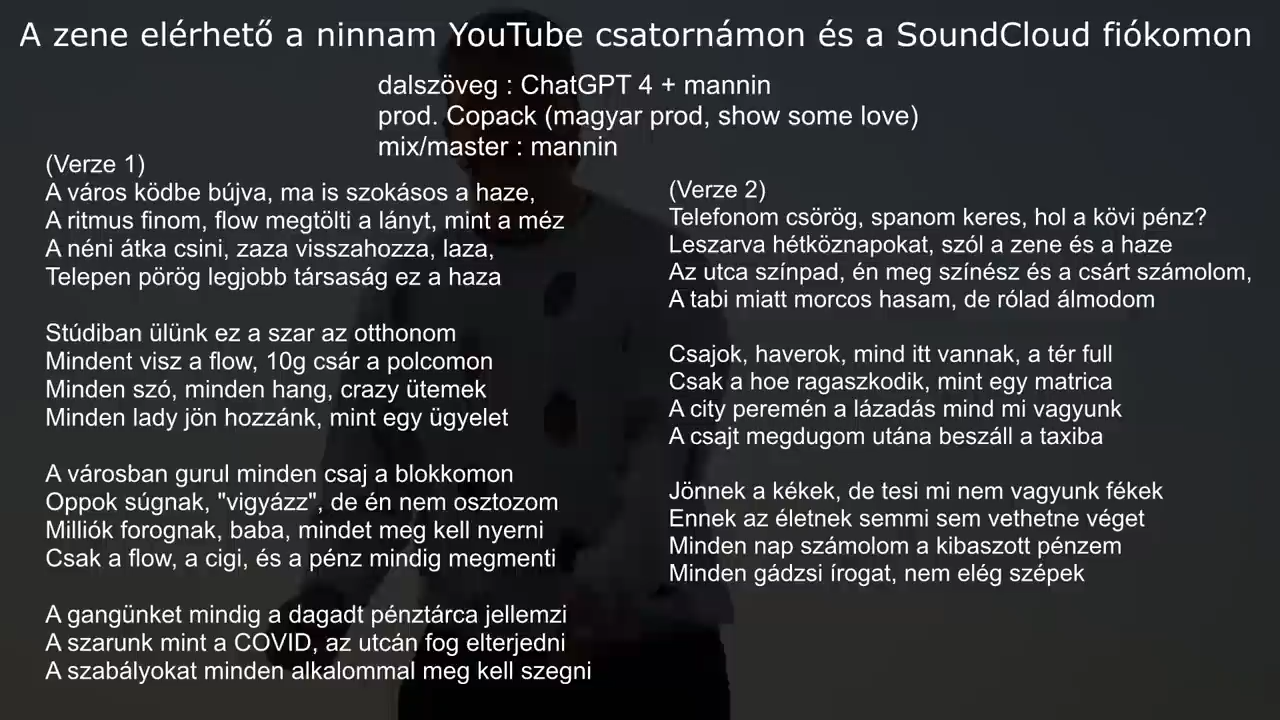 A zene elérhető a ninnam YouTube csatornámon és a SoundCloud fiókomon
dalszöveg : ChatGPT 4 + mannin
prod. Copack (magyar prod, show some love)
mix/master : mannin
(Verze 1)
A város ködbe bújva, ma is szokásos a haze,
A ritmus finom, flow megtölti a lányt, mint a méz
A néni átka csini, zaza visszahozza, laza,
Telepen pörög legjobb társaság ez a haza
Stúdiban ülünk ez a szar az otthonom
Mindent visz a flow, 10g csár a polcomon
Minden szó, minden hang, crazy ütemek
Minden lady jön hozzánk, mint egy ügyelet
A városban gurul minden csaj a blokkomon
Oppok súgnak, "vigyázz", de én nem osztozom
Milliók forognak, baba, mindet meg kell nyerni
Csak a flow, a cigi, és a pénz mindig megmenti
A gangünket mindig a dagadt pénztárca jellemzi
A szarunk mint a COVID, az utcán fog elterjedni
A szabályokat minden alkalommal meg kell szegni
(Verze 2)
Telefonom csörög, spanom keres, hol a kövi pénz?
Leszarva hétköznapokat, szól a zene és a haze
Az utca színpad, én meg színész és a csárt számolom,
A tabi miatt morcos hasam, de rólad álmodom
Csajok, haverok, mind itt vannak, a tér full
Csak a hoe ragaszkodik, mint egy matrica
A city peremén a lázadás mind mi vagyunk
A csajt megdugom utána beszáll a taxiba
Jönnek a kékek, de tesi mi nem vagyunk fékek
Ennek az életnek semmi sem vethetne véget
Minden nap számolom a kibaszott pénzem
Minden gádzsi írogat, nem elég szépek